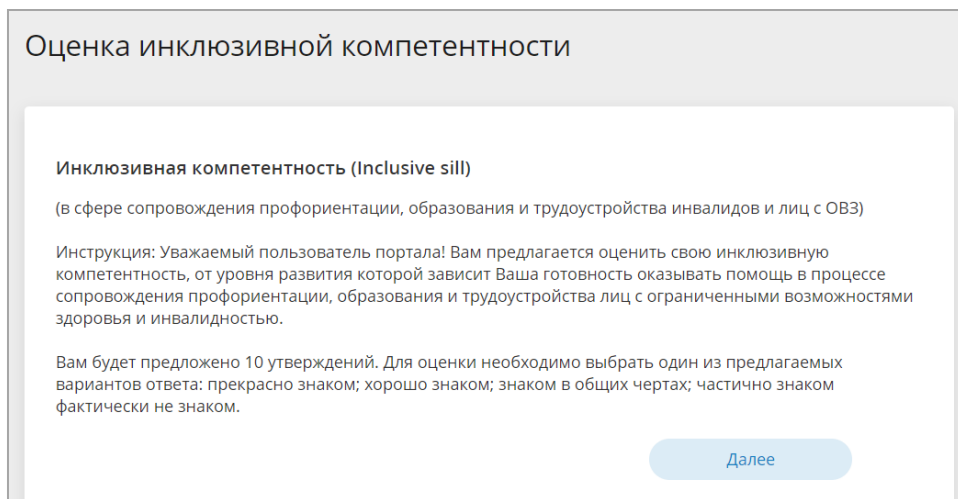 Оценка инклюзивной компетентности
Инклюзивная компетентность (Inclusive sill)
(в сфере сопровождения профориентации, образования и трудоустройства инвалидов и лиц с ОВЗ)
Инструкция: Уважаемый пользователь портала! Вам предлагается оценить свою инклюзивную
компетентность, от уровня развития которой зависит Ваша готовность оказывать помощь в процессе
сопровождения профориентации, образования и трудоустройства лиц с ограниченными возможностями
здоровья и инвалидностью.
Вам будет предложено 10 утверждений. Для оценки необходимо выбрать один из предлагаемых
вариантов ответа: прекрасно знаком; хорошо знаком; знаком в общих чертах; частично знаком
фактически не знаком.
Далее